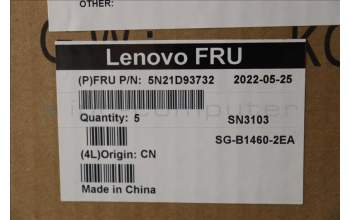 OTHER:
Lenovo FRU
(P)FRU P/N: 5N21D93732 2022-05-25
Quantity: 5 SN3103
SG-B1460-2EA
(4L)Origin: CN
Made in China